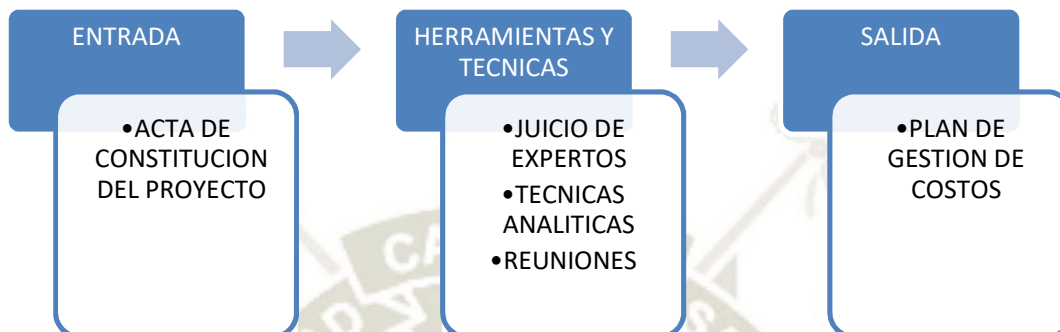 ENTRADA
•ACTA DE
CONSTITUCION
DEL PROYECTO
HERRAMIENTAS Y
TECNICAS
•JUICIO DE
EXPERTOS
•TECNICAS
ANALITICAS
•REUNIONES
SALIDA
•PLAN DE
GESTION DE
COSTOS